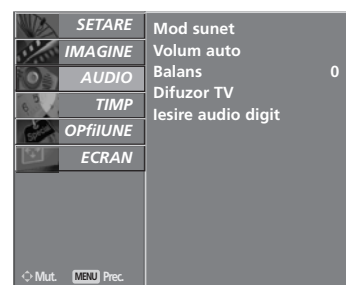 SETARE
IMAGINE
AUDIO
TIMP
OPfiIUNE
ECRAN
Mod sunet
Volum auto
Balans 0
Difuzor TV
Iesire audio digit
Mut. MENU Prec.